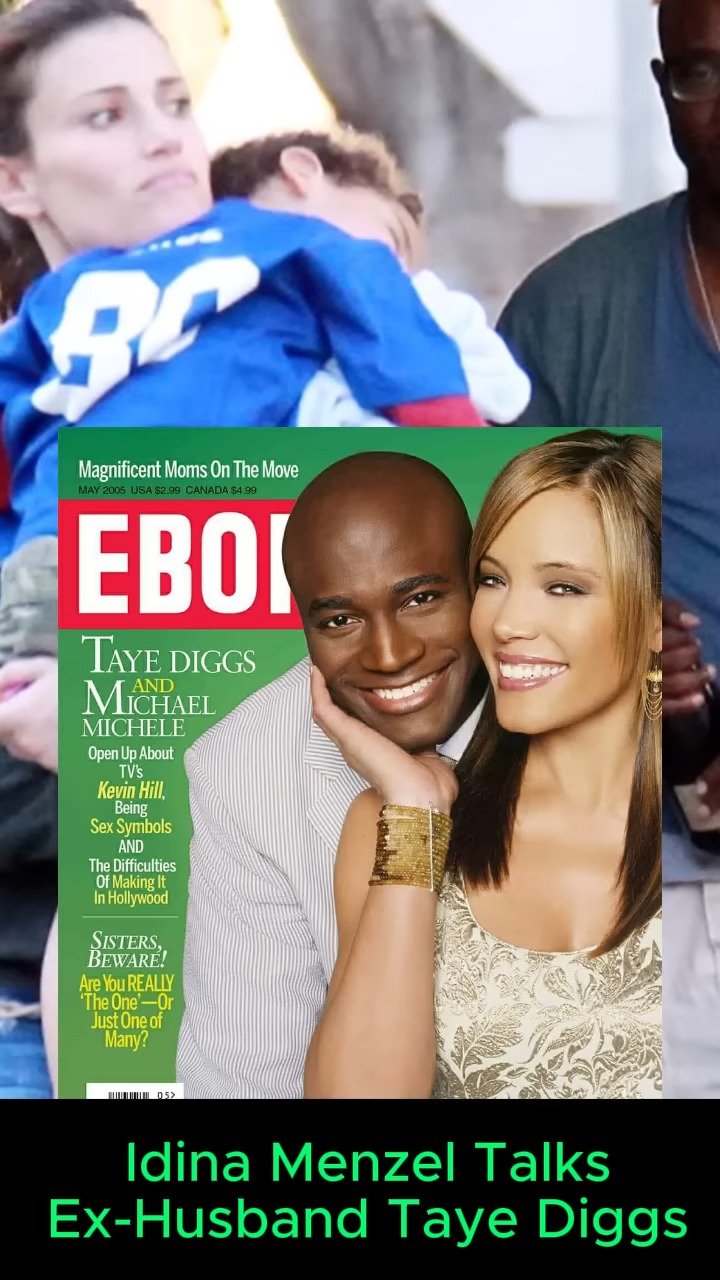 80
Magnificent Moms On The Move
MAY 2005 USA $2.99 CANADA $4.99
EBO
TAYE DIGGS
AND
MICHAEL
MICHELE
Open Up About
TV's
Kevin Hill,
Being
Sex Symbols
AND
The Difficulties
Of Making It
In Hollywood
SISTERS,
BEWARE!
Are You REALLY
'The One'—Or
Just One of
Many?
05>
Idina Menzel Talks
Ex-Husband Taye Diggs